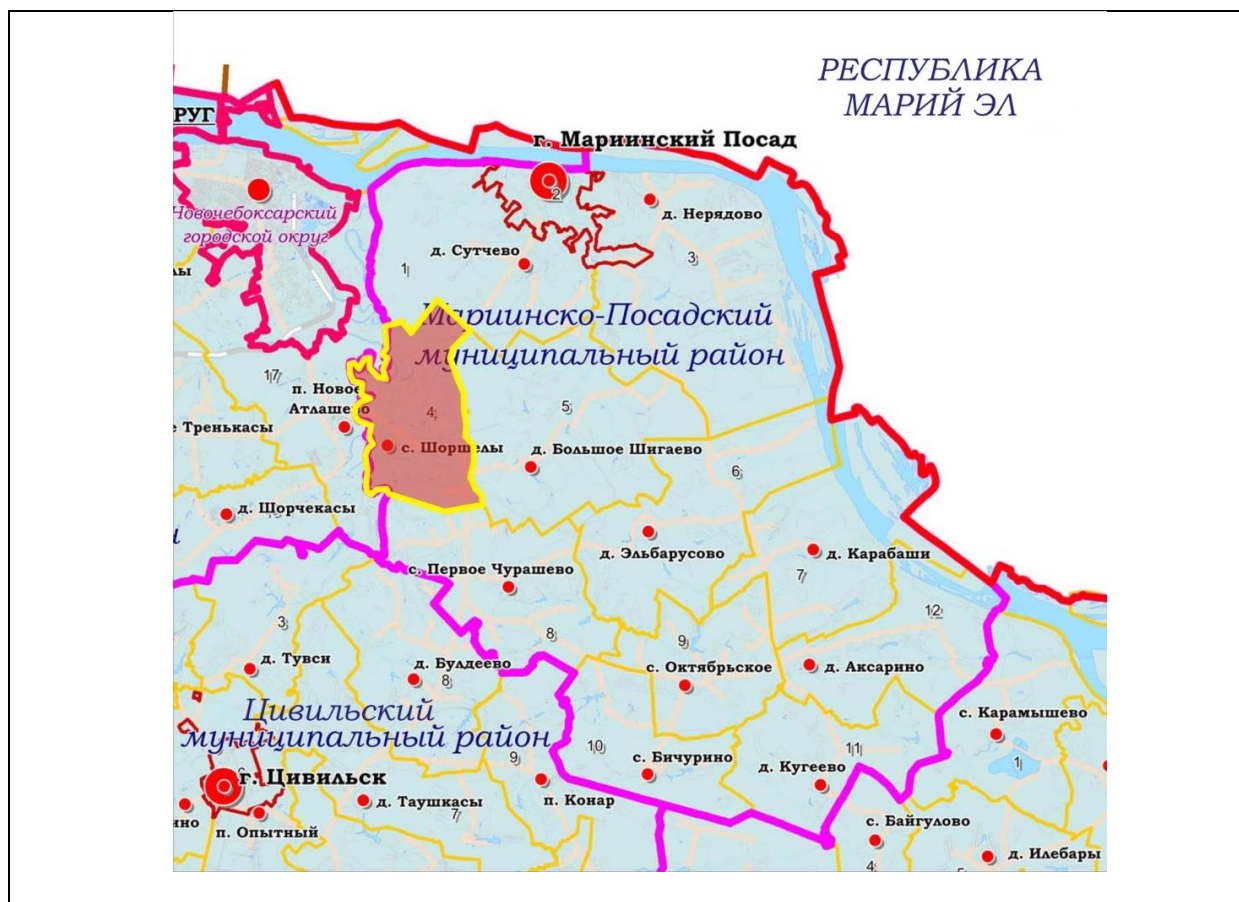 РЕСПУБЛИКА
МАРИЙ ЭЛ
РУГ
г. Мариинский Посад
2
Новочебоксарский
городской округ
д. Нерядово
д. Сутчево
3
1
лы
Мариинско-Посадский
муниципальный район
17
п. Новое
Атлашево
4
5
е Тренькасы
с. Шоршелы
д. Большое Шигаево
6
д. Шорчекасы
д. Эльбарусово
д. Карабаши
7
с. Первое Чурашево
3
8
9
12
д. Тувси
д. Булдеево
8
с. Октябрьское
д. Аксарино
Цивильский
муниципальный район
с. Карамышево
10
11
9
с. Бичурино
д. Кугеево
1
6
г. Цивильск
п. Конар
ино
д. Таушкасы
7
п. Опытный
с. Байгулово
4
д. Илебары